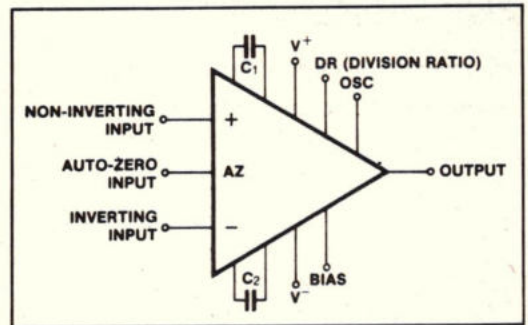 C1
V+
DR (DIVISION RATIO)
OSC
NON-INVERTING
INPUT
+
AUTO-ZERO
INPUT
AZ
OUTPUT
INVERTING
INPUT
−
C2
V−
BIAS